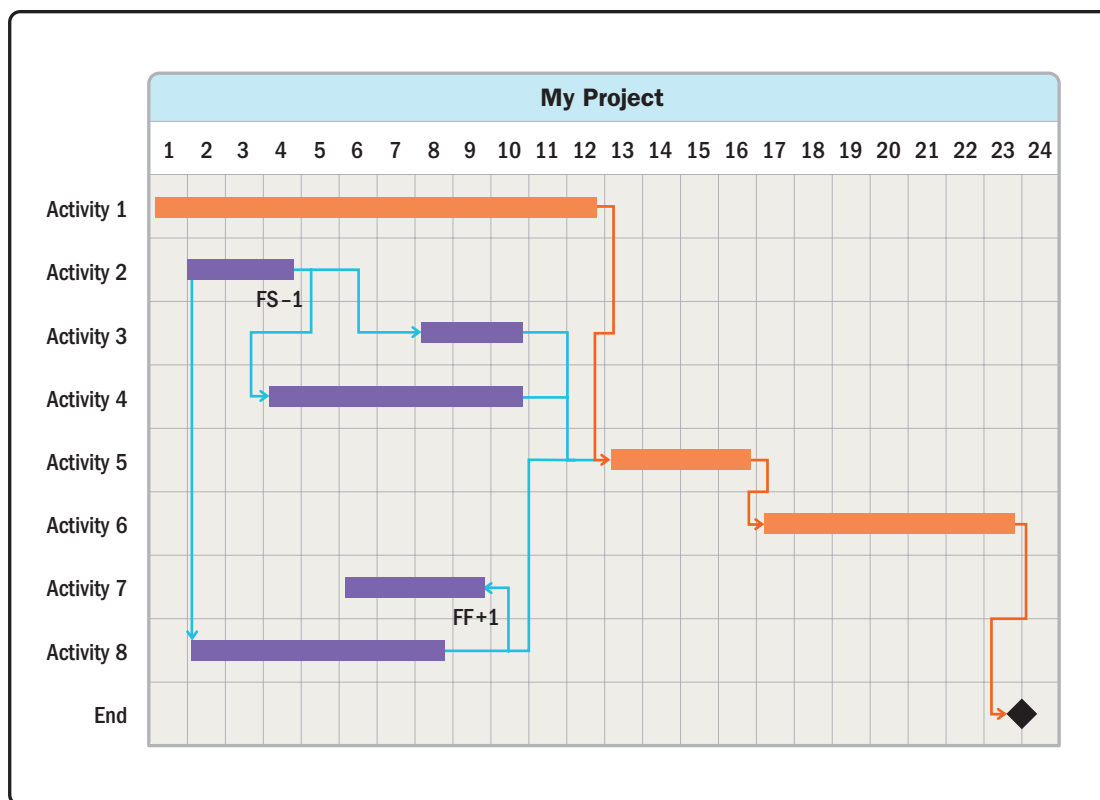 My Project
1 2 3 4 5 6 7 8 9 10 11 12 13 14 15 16 17 18 19 20 21 22 23 24
Activity 1
Activity 2
FS–1
Activity 3
Activity 4
Activity 5
Activity 6
Activity 7
FF+1
Activity 8
End